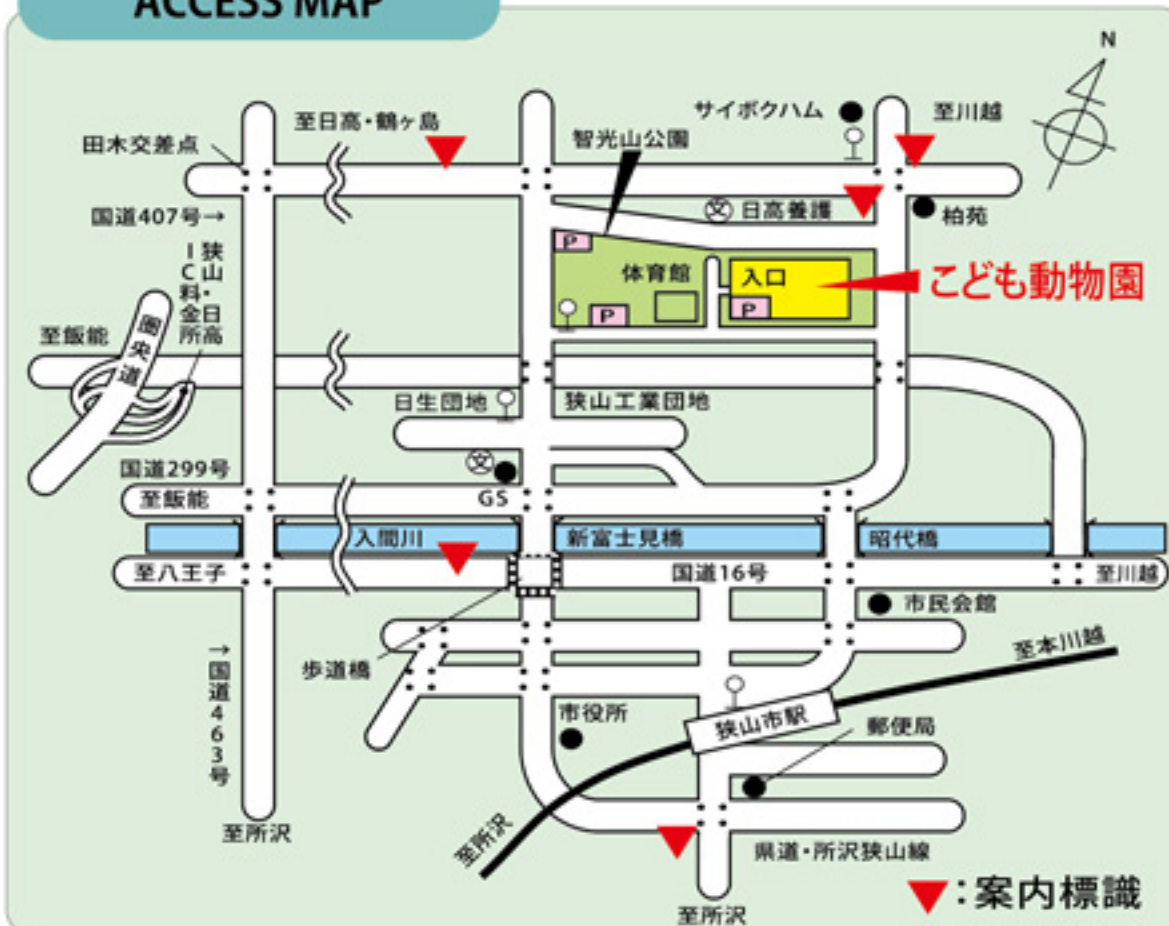 ACCESS MAP
N
サイボクハム
至川越
至日高・鶴ヶ島
田木交差点
智光山公園
国道407号→
文
日高養護
柏苑
狭山・日高
IC料金所
P
体育館
入口
こども動物園
P
P
至飯能
圏央道
日生団地
狭山工業団地
国道299号
文
GS
至飯能
入間川
新富士見橋
昭代橋
至八王子
国道16号
至川越
市民会館
歩道橋
→国道463号
至本川越
市役所
狭山市駅
郵便局
至所沢
至所沢
県道・所沢狭山線
▼:案内標識
至所沢